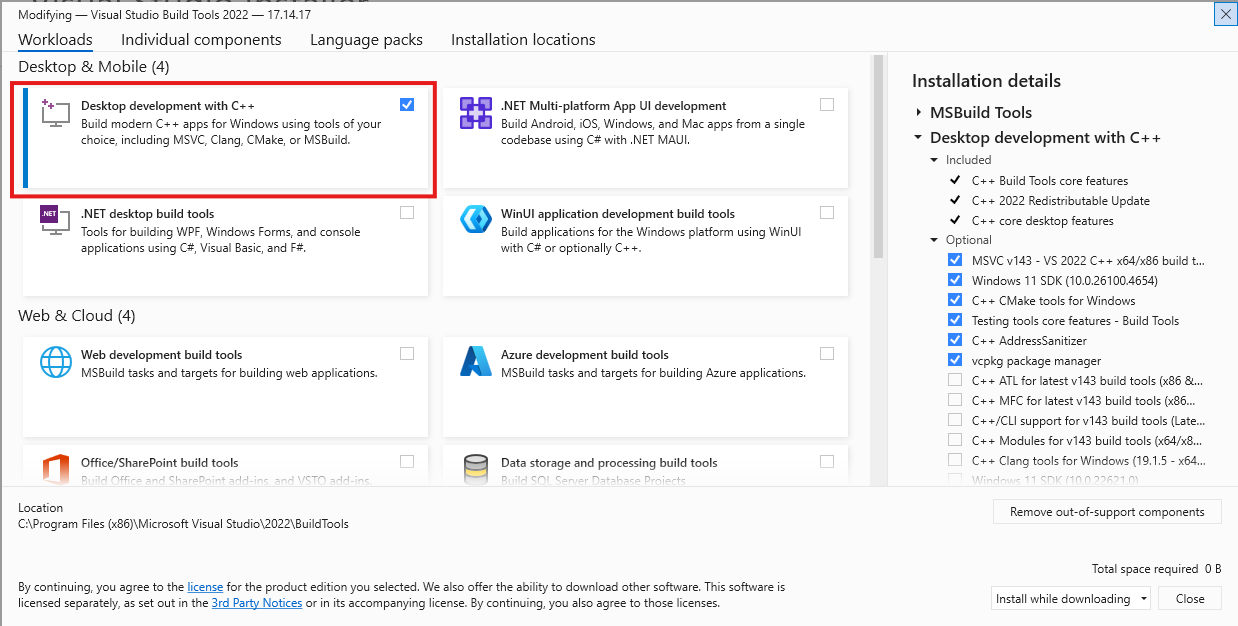 Modifying — Visual Studio Build Tools 2022 — 17.14.17
Workloads
Individual components
Language packs
Installation locations
Desktop & Mobile (4)
Desktop development with C++
Build modern C++ apps for Windows using tools of your
choice, including MSVC, Clang, CMake, or MSBuild.
.NET Multi-platform App UI development
Build Android, iOS, Windows, and Mac apps from a single
codebase using C# with .NET MAUI.
.NET
.NET desktop build tools
Tools for building WPF, Windows Forms, and console
applications using C#, Visual Basic, and F#.
WinUI application development build tools
Build applications for the Windows platform using WinUI
with C# or optionally C++.
Web & Cloud (4)
Web development build tools
MSBuild tasks and targets for building web applications.
Azure development build tools
MSBuild tasks and targets for building Azure applications.
Office/SharePoint build tools
Build Office and SharePoint add-ins, and VSTO add-ins.
Data storage and processing build tools
Build SQL Server Database Projects
Installation details
MSBuild Tools
Desktop development with C++
Included
C++ Build Tools core features
C++ 2022 Redistributable Update
C++ core desktop features
Optional
MSVC v143 - VS 2022 C++ x64/x86 build t...
Windows 11 SDK (10.0.26100.4654)
C++ CMake tools for Windows
Testing tools core features - Build Tools
C++ AddressSanitizer
vcpkg package manager
C++ ATL for latest v143 build tools (x86 &...
C++ MFC for latest v143 build tools (x86...
C++/CLI support for v143 build tools (Late...
C++ Modules for v143 build tools (x64/x8...
C++ Clang tools for Windows (19.1.5 - x64...
Windows 11 SDK (10.0.22621.0)
Location
C:\Program Files (x86)\Microsoft Visual Studio\2022\BuildTools
Remove out-of-support components
Total space required 0 B
By continuing, you agree to the license for the product edition you selected. We also offer the ability to download other software. This software is
licensed separately, as set out in the 3rd Party Notices or in its accompanying license. By continuing, you also agree to those licenses.
Install while downloading
Close